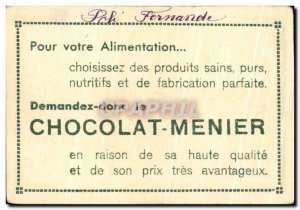 P.S. Fernande
Pour votre Alimentation...
choisissez des produits sains, purs,
nutritifs et de fabrication parfaite.
Demandez-donc le
CHOCOLAT-MENIER
en raison de sa haute qualité
et de son prix très avantageux.